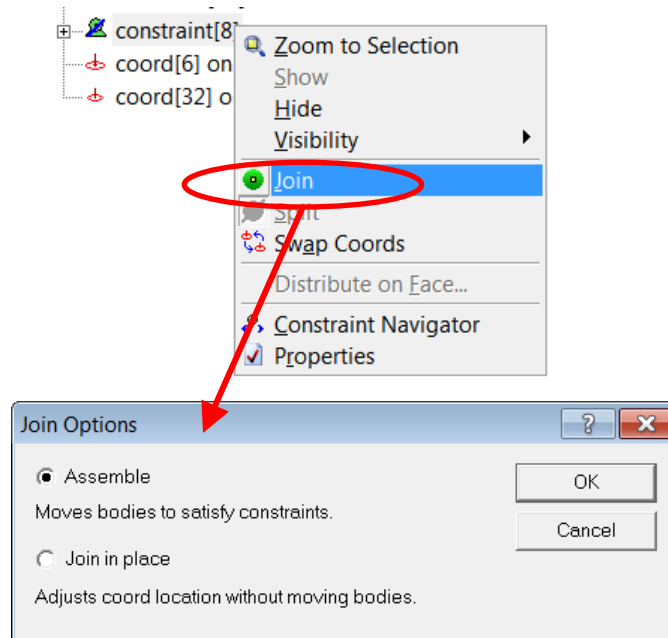 constraint[8]
Zoom to Selection
coord[6] on
Show
coord[32] o
Hide
Visibility
Join
Split
Swap Coords
Distribute on Face...
Constraint Navigator
Properties
Join Options
Assemble
OK
Moves bodies to satisfy constraints.
Cancel
Join in place
Adjusts coord location without moving bodies.